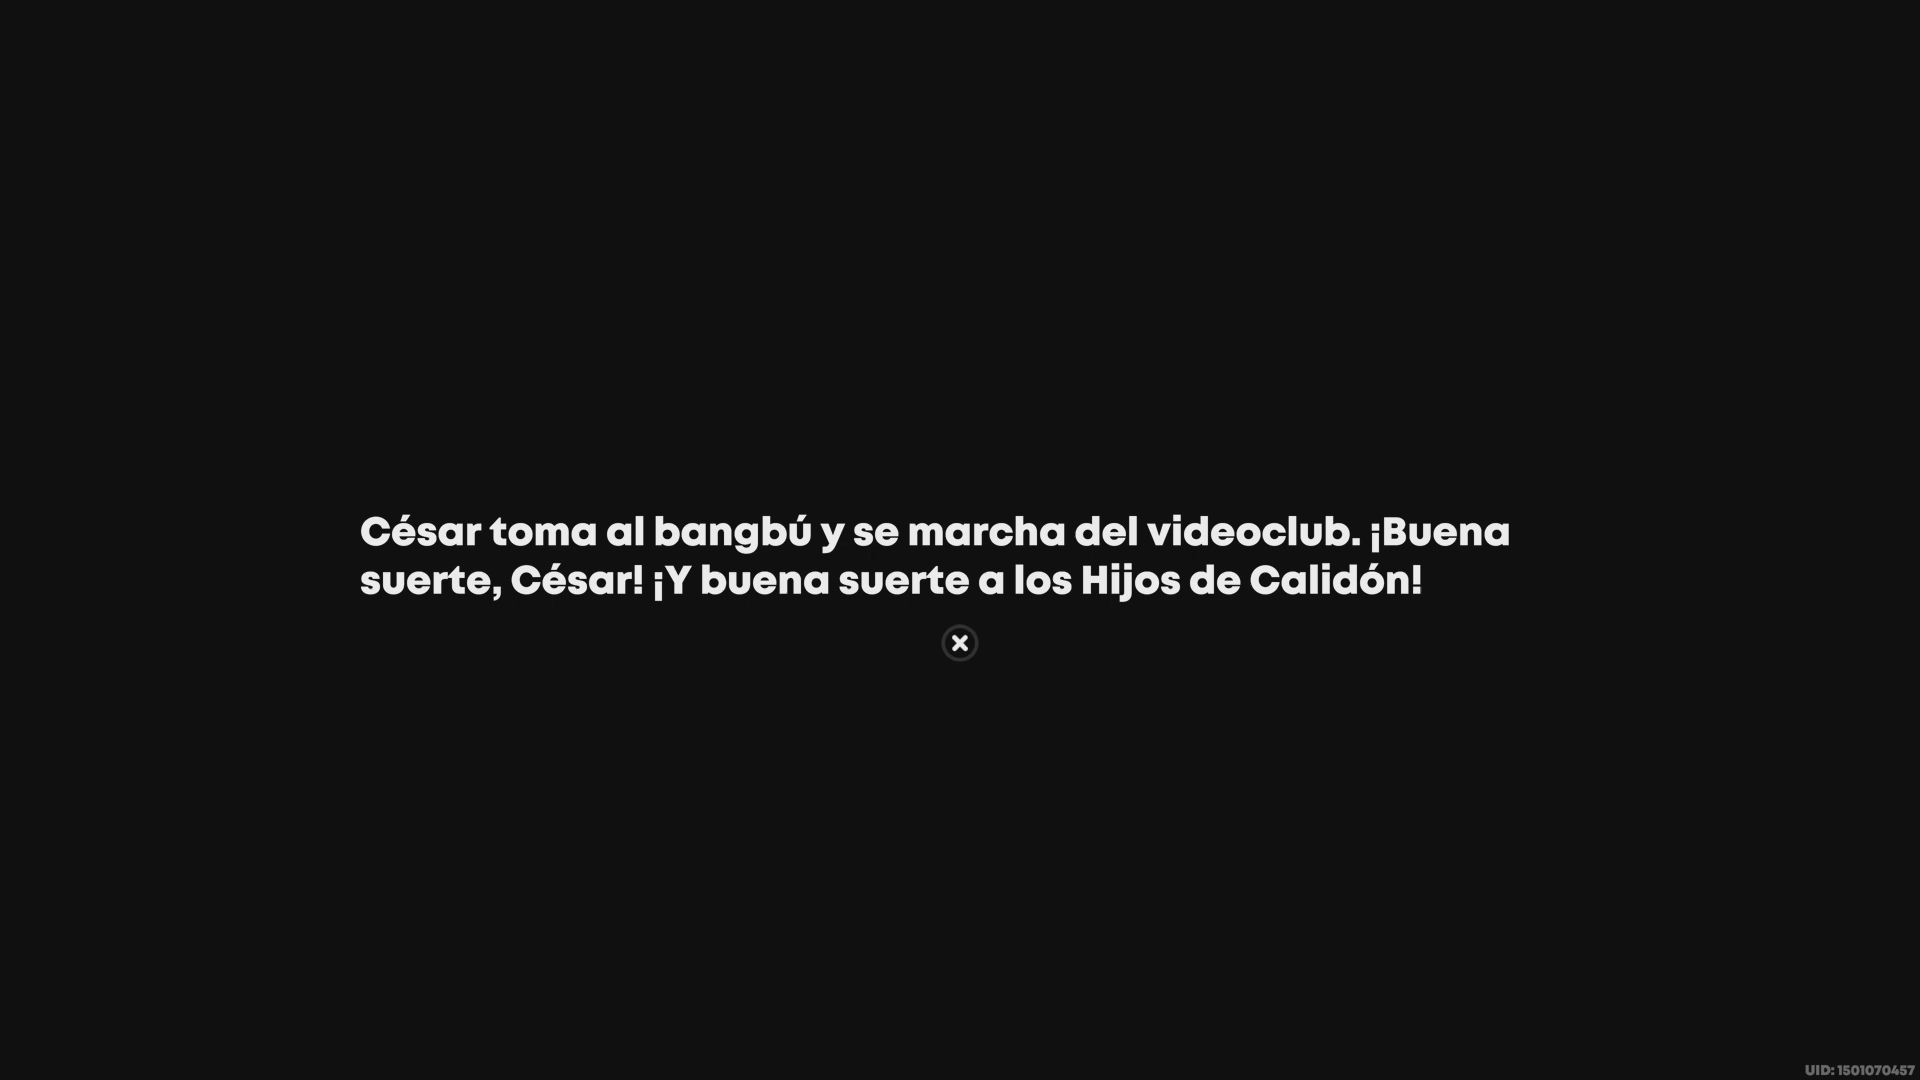 César toma al bangbú y se marcha del videoclub. ¡Buena
suerte, César! ¡Y buena suerte a los Hijos de Calidón!
UID: 1501070457